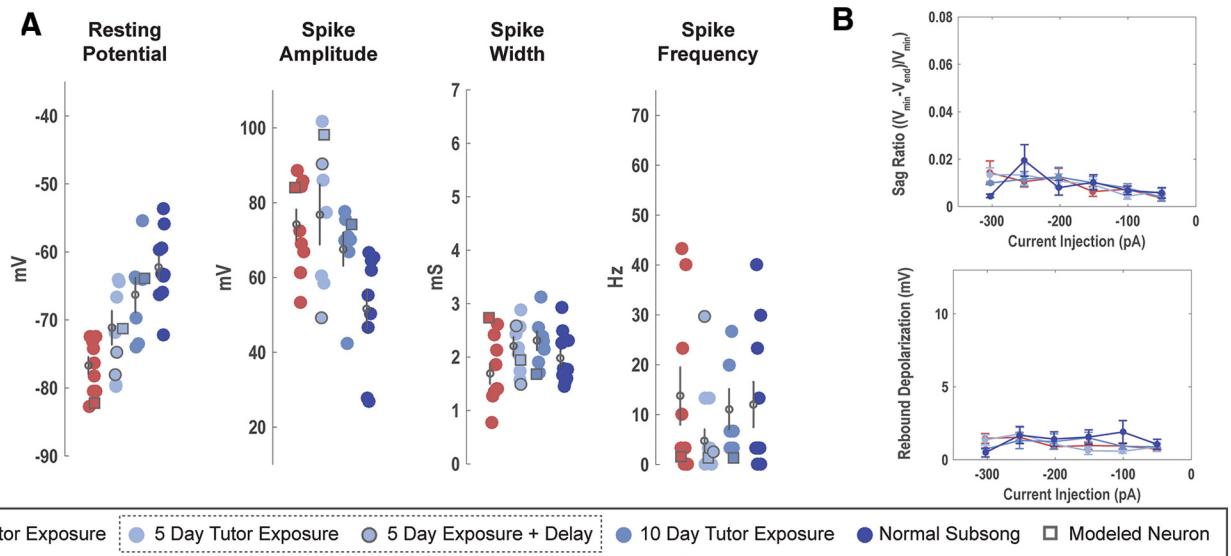 A
Resting
Potential
Spike
Amplitude
Spike
Width
Spike
Frequency
mV
-40
-50
-60
-70
-80
-90
mV
100
80
60
40
20
mS
7
6
5
4
3
2
1
0
Hz
70
60
50
40
30
20
10
0
B
Sag Ratio ((Vmin-Vend)/Vmin)
0.08
0.06
0.04
0.02
0
-300 -200 -100 0
Current Injection (pA)
Rebound Depolarization (mV)
10
5
0
-300 -200 -100 0
Current Injection (pA)
tor Exposure 5 Day Tutor Exposure 5 Day Exposure + Delay 10 Day Tutor Exposure Normal Subsong Modeled Neuron